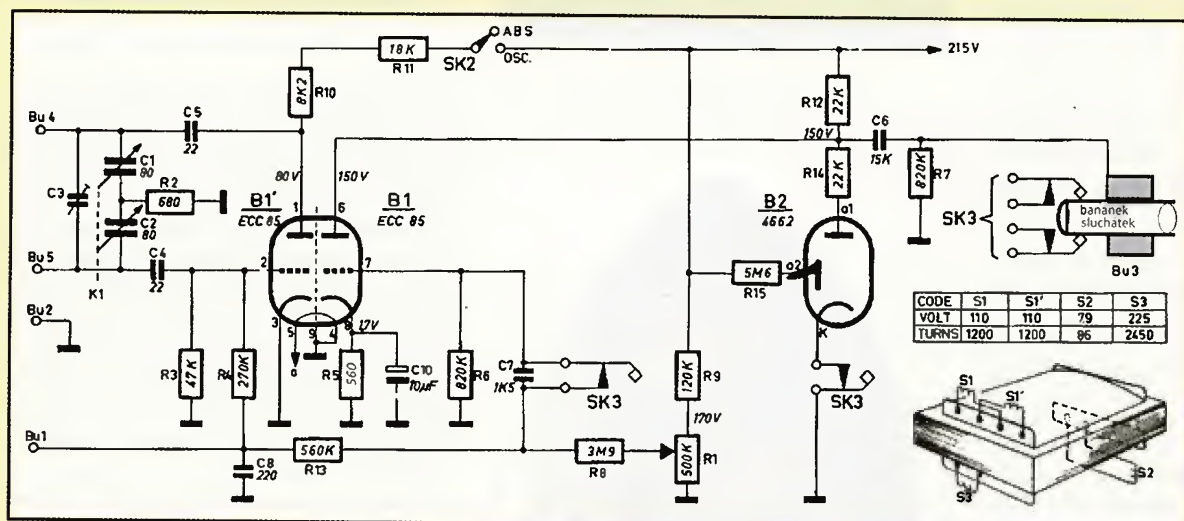 ABS
18K
SK2
OSC.
215V
R11
8K2
R10
R12
22K
Bu 4
C5
22
150V
C6
15K
C1
80
C3
R2
680
80V
150V
R14
22K
820K
R7
B1'
ECC 85
B1
ECC 85
B2
4662
a1
SK3
bananek
sluchatek
Bu3
C2
80
1
6
Bu 5
C4
22
2
7
5M6
a2
R15
K1
Bu2
3
5
9
4
8
1,7V
K
CODE S1 S1' S2 S3
VOLT 110 110 79 225
TURNS 1200 1200 86 2450
R3
47K
R4
270K
a
R5
560
C10
10µF
820K
R6
C7
1K5
SK3
120K
R9
SK3
S1
S1'
170V
Bu1
560K
R13
3M9
R8
500K
R1
C8
220
S2
S3